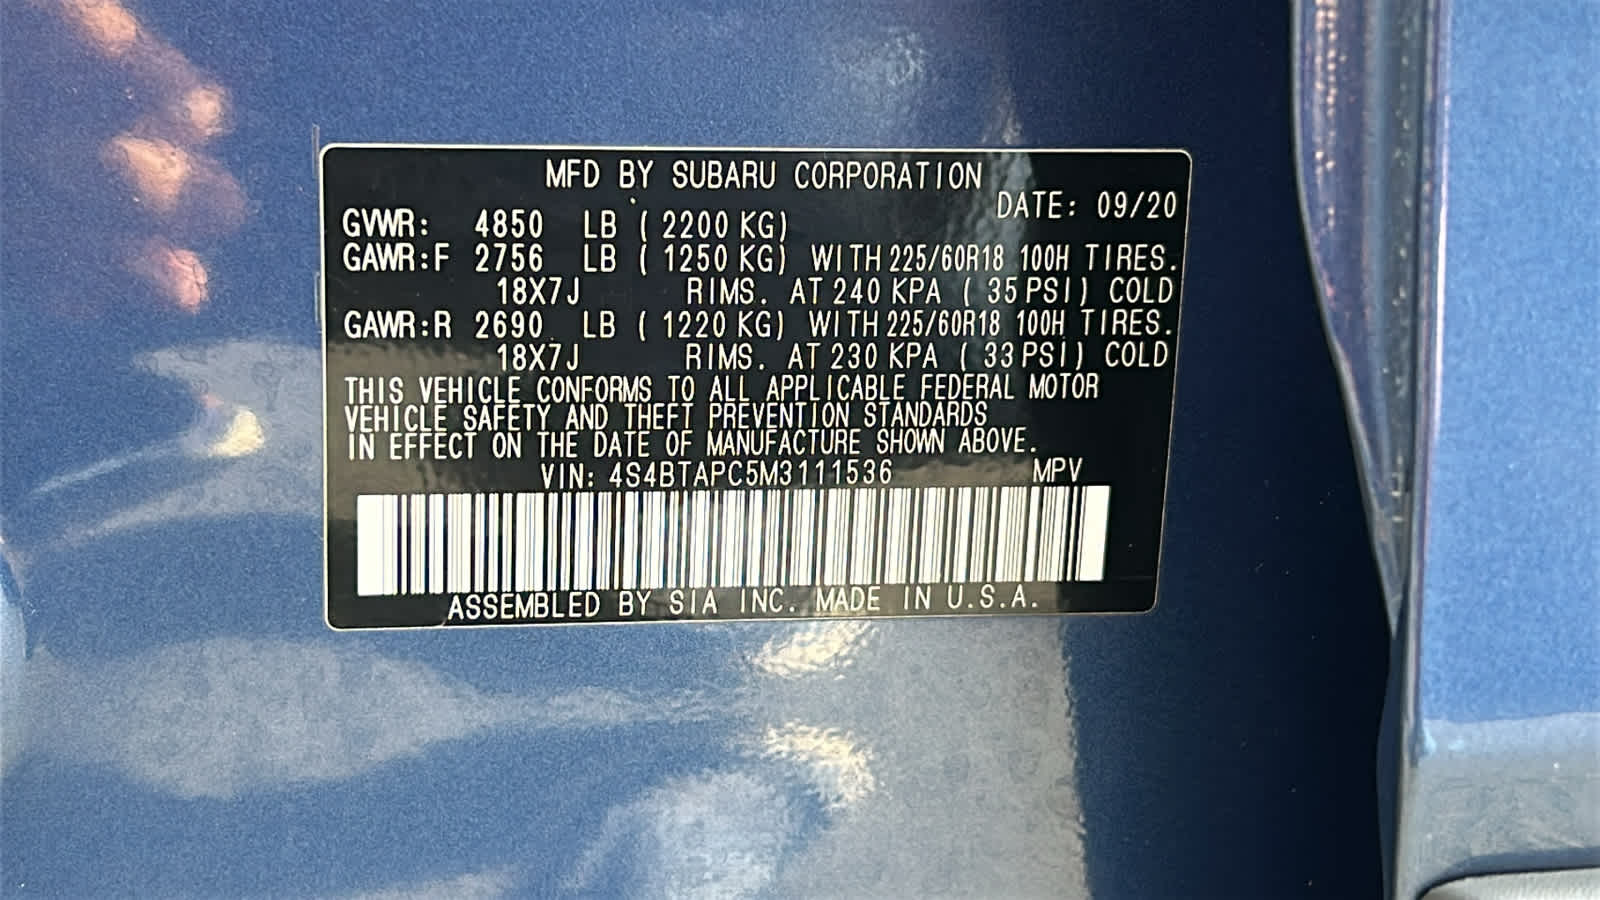 MFD BY SUBARU CORPORATION
DATE: 09/20
GVWR: 4850 LB ( 2200 KG)
GAWR:F 2756 LB ( 1250 KG) WITH 225/60R18 100H TIRES.
18X7J RIMS. AT 240 KPA ( 35 PSI) COLD
GAWR:R 2690 LB ( 1220 KG) WITH 225/60R18 100H TIRES.
18X7J RIMS. AT 230 KPA ( 33 PSI) COLD
THIS VEHICLE CONFORMS TO ALL APPLICABLE FEDERAL MOTOR
VEHICLE SAFETY AND THEFT PREVENTION STANDARDS
IN EFFECT ON THE DATE OF MANUFACTURE SHOWN ABOVE.
VIN: 4S4BTAPC5M3111536 MPV
ASSEMBLED BY SIA INC. MADE IN U.S.A.